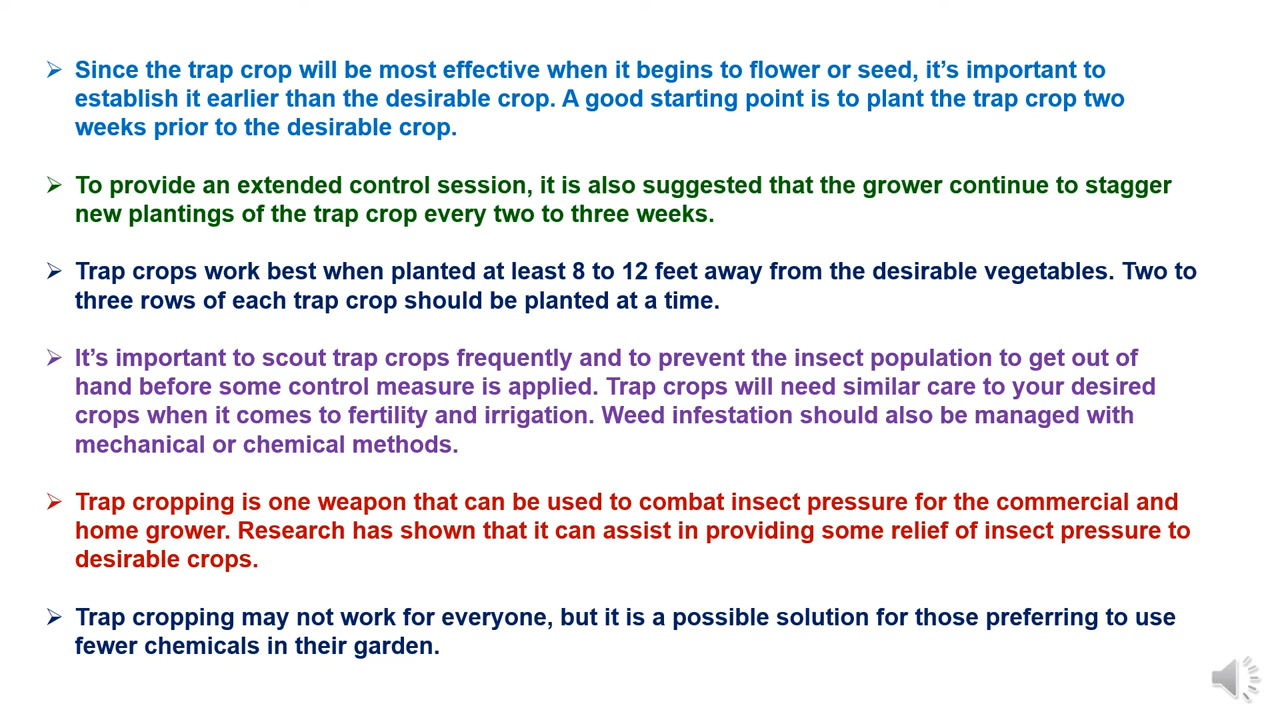 ➢ Since the trap crop will be most effective when it begins to flower or seed, it’s important to
establish it earlier than the desirable crop. A good starting point is to plant the trap crop two
weeks prior to the desirable crop.
➢ To provide an extended control session, it is also suggested that the grower continue to stagger
new plantings of the trap crop every two to three weeks.
➢ Trap crops work best when planted at least 8 to 12 feet away from the desirable vegetables. Two to
three rows of each trap crop should be planted at a time.
➢ It’s important to scout trap crops frequently and to prevent the insect population to get out of
hand before some control measure is applied. Trap crops will need similar care to your desired
crops when it comes to fertility and irrigation. Weed infestation should also be managed with
mechanical or chemical methods.
➢ Trap cropping is one weapon that can be used to combat insect pressure for the commercial and
home grower. Research has shown that it can assist in providing some relief of insect pressure to
desirable crops.
➢ Trap cropping may not work for everyone, but it is a possible solution for those preferring to use
fewer chemicals in their garden.